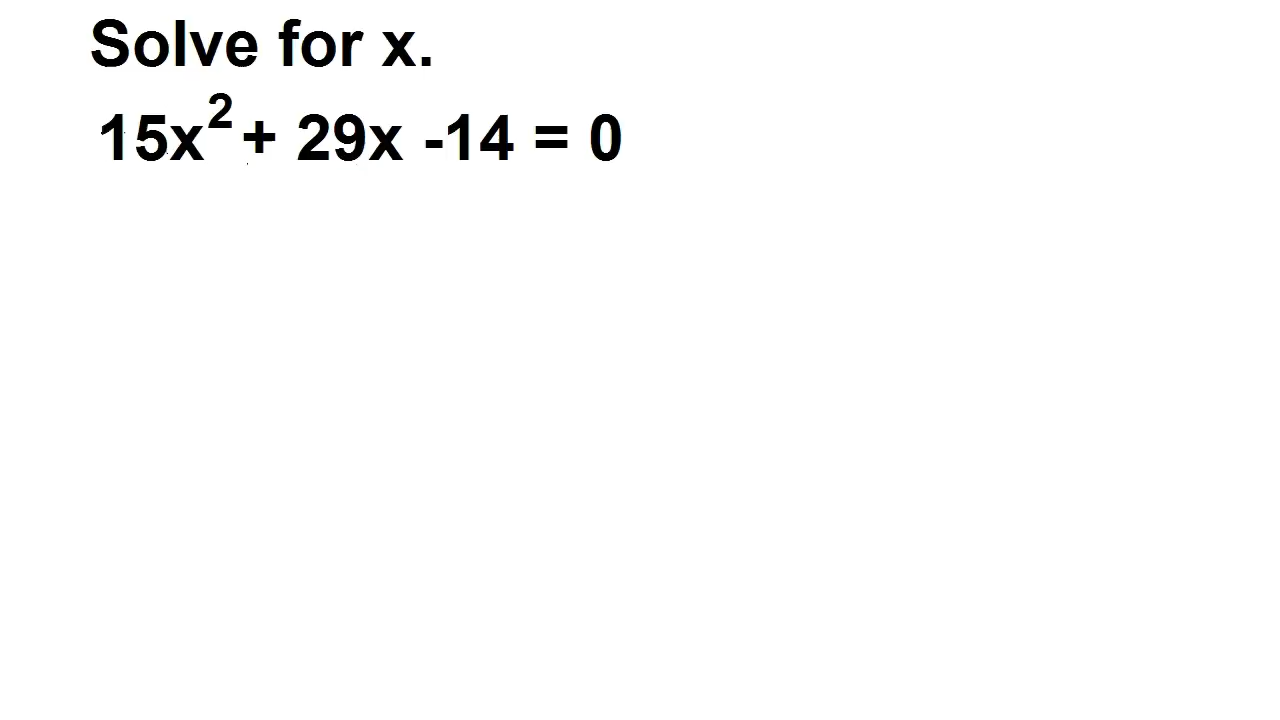 Solve for x.
15x² + 29x -14 = 0